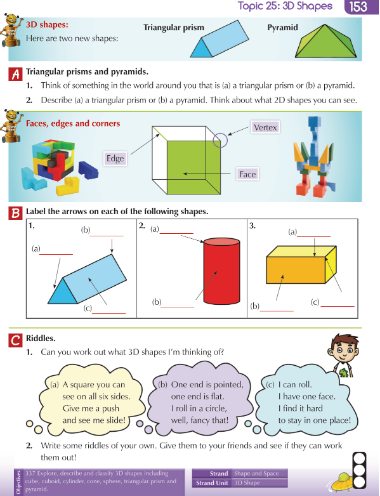 Topic 25: 3D Shapes 153
3D shapes:
Here are two new shapes:
Triangular prism
Pyramid
A Triangular prisms and pyramids.
1. Think of something in the world around you that is (a) a triangular prism or (b) a pyramid.
2. Describe (a) a triangular prism or (b) a pyramid. Think about what 2D shapes you can see.
Faces, edges and corners
Vertex
Edge
Face
B Label the arrows on each of the following shapes.
1. (b)
(a)
(c)
2. (a)
(b)
3. (a)
(b)
(c)
C Riddles.
1. Can you work out what 3D shapes I'm thinking of?
(a) A square you can
see on all six sides.
Give me a push
and see me slide!
(b) One end is pointed,
one end is flat.
I roll in a circle,
well, fancy that!
(c) I can roll.
I have one face.
I find it hard
to stay in one place!
2. Write some riddles of your own. Give them to your friends and see if they can work
them out!
Objectives
Explore, describe and classify 3D shapes including
cube, cuboid, cylinder, cone, sphere, triangular prism and
pyramid.
Strand Shape and Space
Strand Unit 3D Shape